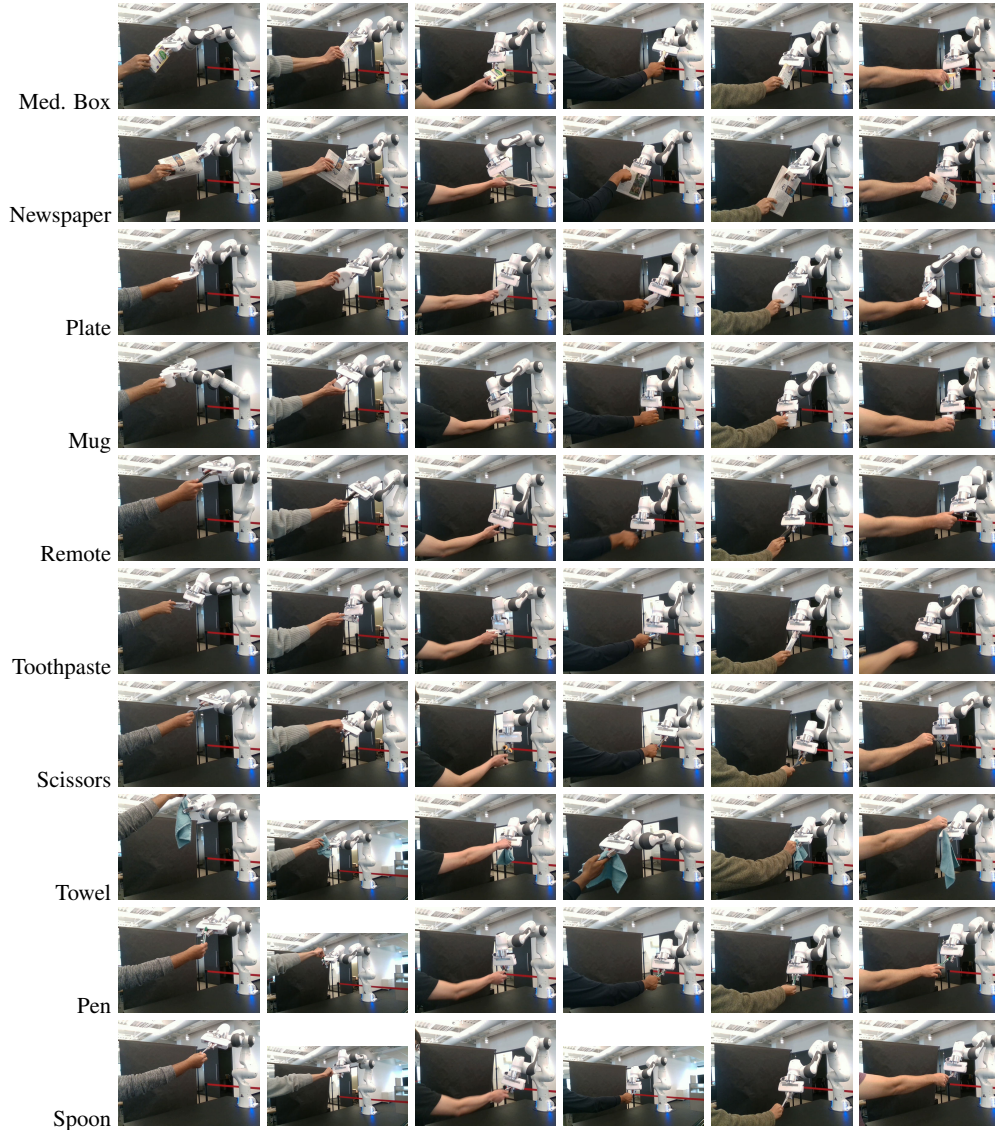 Med. Box
Newspaper
Plate
Mug
Remote
Toothpaste
Scissors
Towel
Pen
Spoon